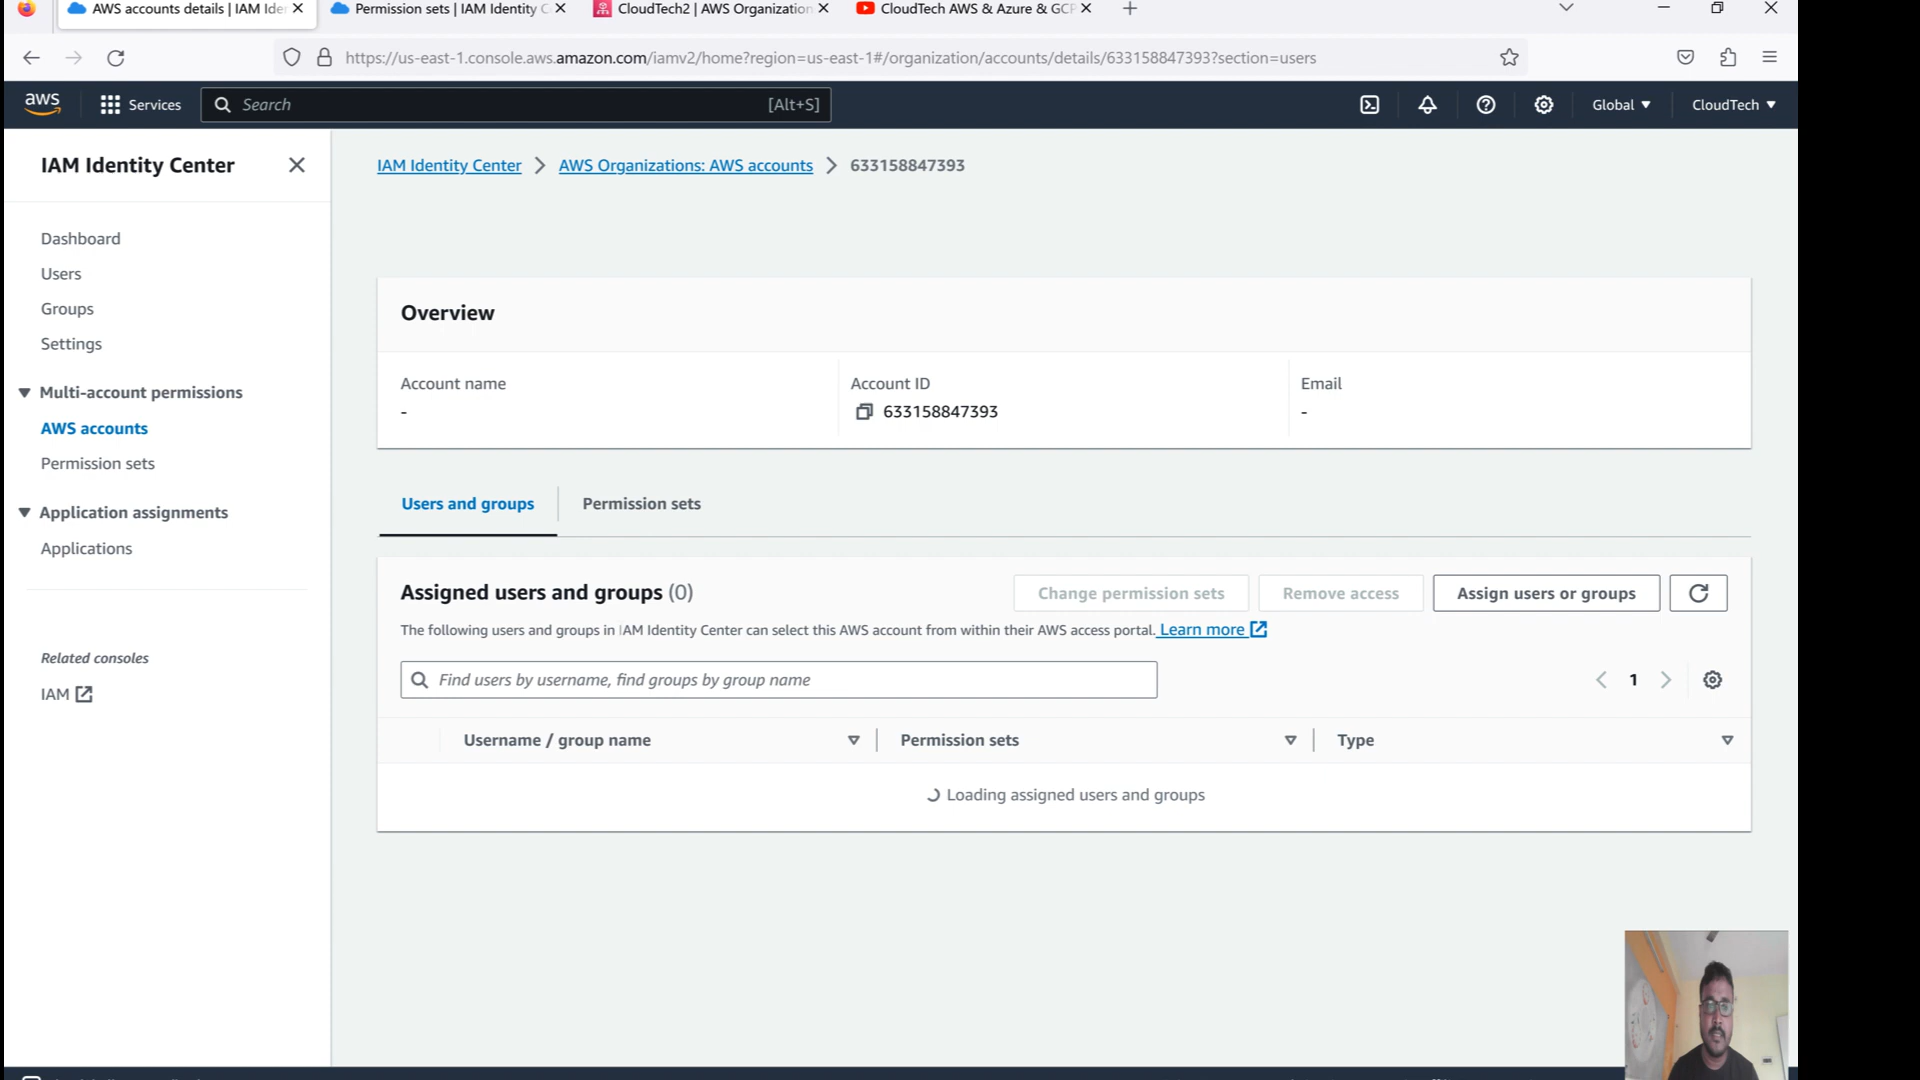 AWS accounts details | IAM Ide
Permission sets | IAM Identity C
CloudTech2 | AWS Organization
CloudTech AWS & Azure & GCP
https://us-east-1.console.aws.amazon.com/iamv2/home?region=us-east-1#/organization/accounts/details/633158847393?section=users
aws
Services
Search
[Alt+S]
Global
CloudTech
IAM Identity Center
Dashboard
Users
Groups
Settings
Multi-account permissions
AWS accounts
Permission sets
Application assignments
Applications
Related consoles
IAM
IAM Identity Center
AWS Organizations: AWS accounts
633158847393
Overview
Account name
-
Account ID
633158847393
Email
-
Users and groups
Permission sets
Assigned users and groups (0)
Change permission sets
Remove access
Assign users or groups
The following users and groups in IAM Identity Center can select this AWS account from within their AWS access portal. Learn more
Find users by username, find groups by group name
1
Username / group name
Permission sets
Type
Loading assigned users and groups